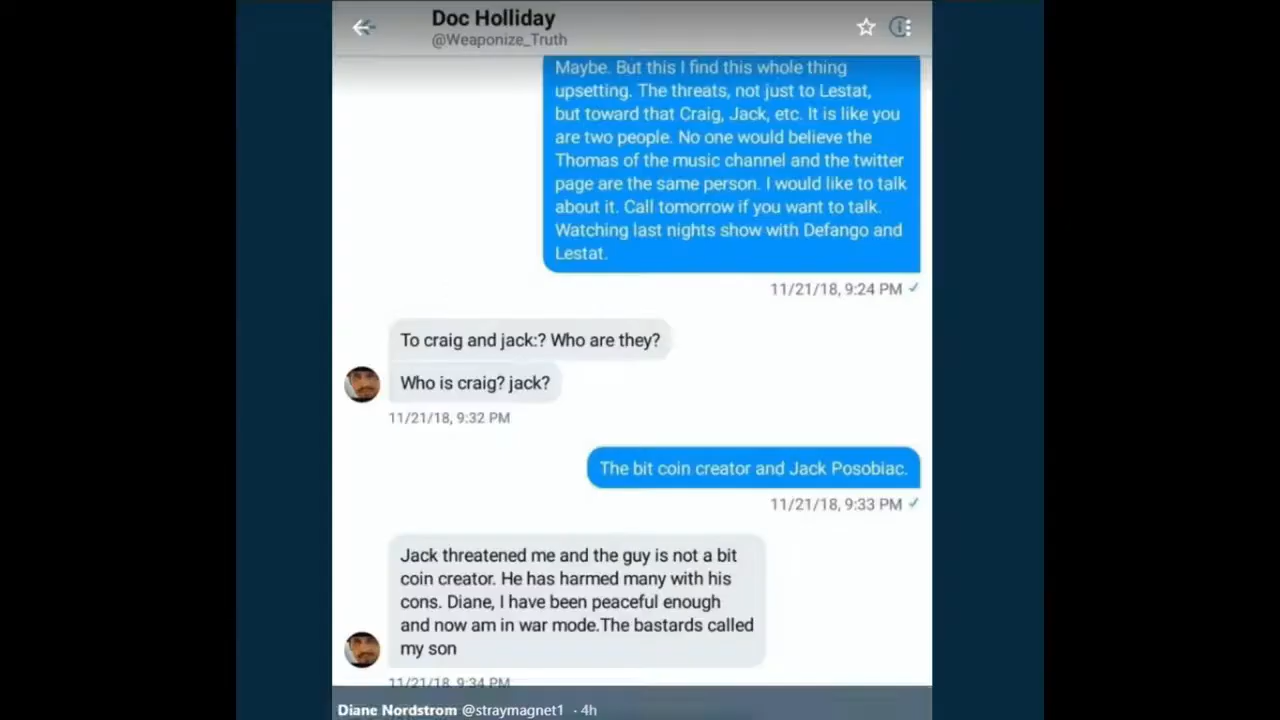 Doc Holliday
@Weaponize_Truth
Maybe. But this I find this whole thing
upsetting. The threats, not just to Lestat,
but toward that Craig, Jack, etc. It is like you
are two people. No one would believe the
Thomas of the music channel and the twitter
page are the same person. I would like to talk
about it. Call tomorrow if you want to talk.
Watching last nights show with Defango and
Lestat.
11/21/18, 9:24 PM ✓
To craig and jack:? Who are they?
Who is craig? jack?
11/21/18, 9:32 PM
The bit coin creator and Jack Posobiac.
11/21/18, 9:33 PM ✓
Jack threatened me and the guy is not a bit
coin creator. He has harmed many with his
cons. Diane, I have been peaceful enough
and now am in war mode.The bastards called
my son
11/21/18, 9:34 PM
Diane Nordstrom @straymagnet1 · 4h